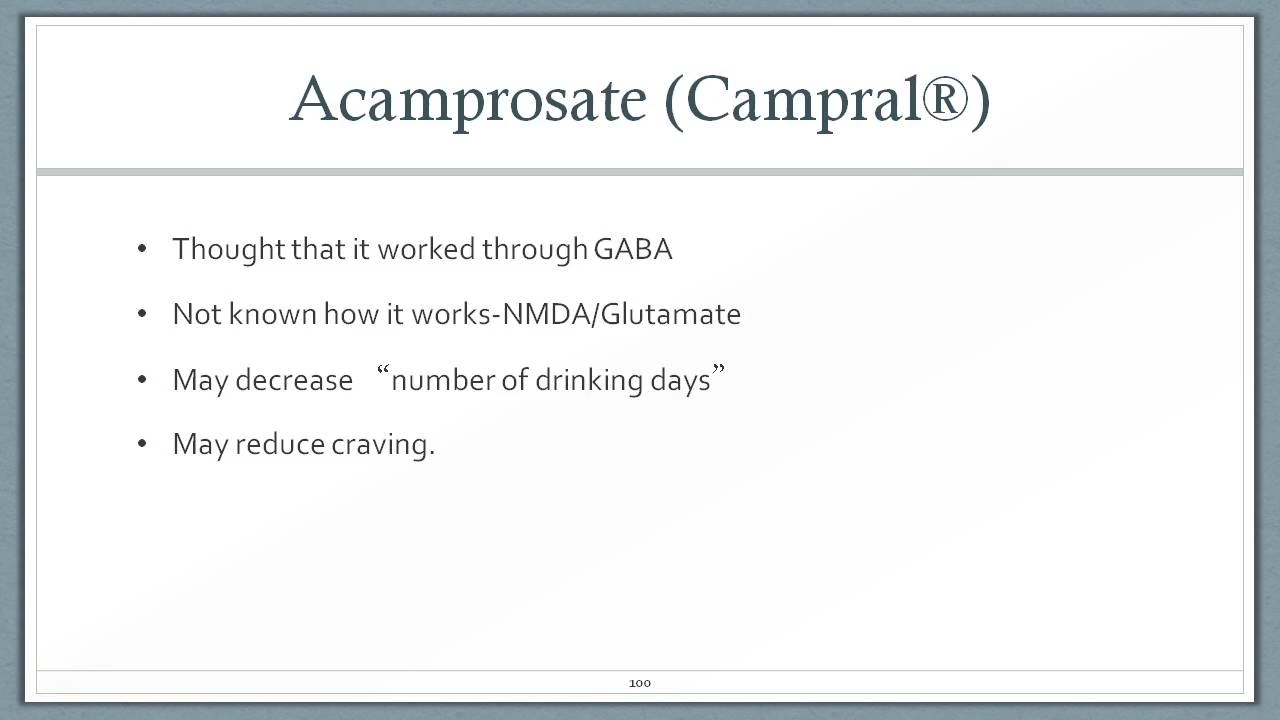 Acamprosate (Campral®)
• Thought that it worked through GABA
• Not known how it works-NMDA/Glutamate
• May decrease “number of drinking days”
• May reduce craving.
100